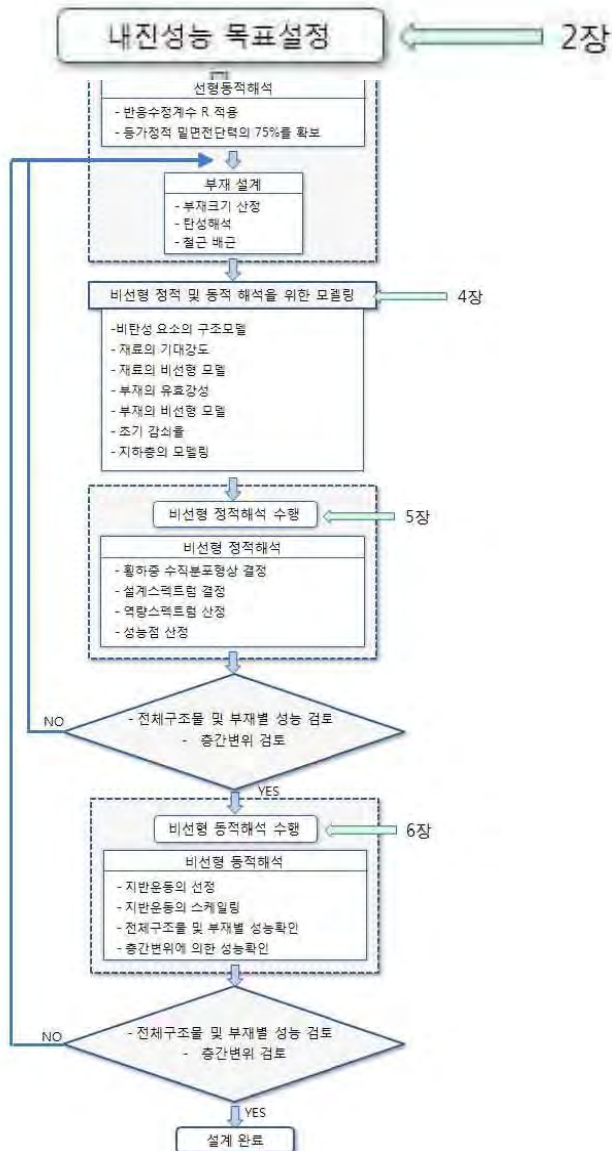 내진성능 목표설정
2장
선형동적해석
- 반응수정계수 R 적용
- 등가정적 밑면전단력의 75%를 확보
부재 설계
- 부재크기 산정
- 탄성해석
- 철근 배근
비선형 정적 및 동적 해석을 위한 모델링
4장
-비탄성 요소의 구조모델
- 재료의 기대강도
- 재료의 비선형 모델
- 부재의 유효강성
- 부재의 비선형 모델
- 초기 감쇠율
- 지하층의 모델링
비선형 정적해석 수행
5장
비선형 정적해석
- 횡하중 수직분포형상 결정
- 설계스펙트럼 결정
- 역량스펙트럼 산정
- 성능점 산정
NO
- 전체구조물 및 부재별 성능 검토
- 층간변위 검토
YES
비선형 동적해석 수행
6장
비선형 동적해석
- 지반운동의 선정
- 지반운동의 스케일링
- 전체구조물 및 부재별 성능확인
- 층간변위에 의한 성능확인
NO
- 전체구조물 및 부재별 성능 검토
- 층간변위 검토
YES
설계 완료